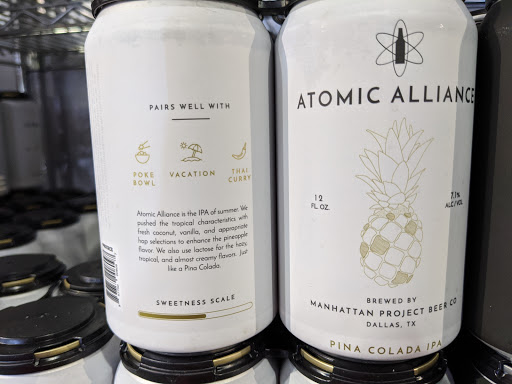 PAIRS WELL WITH
POKE
BOWL
VACATION
THAI
CURRY
Atomic Alliance is the IPA of summer. We
pushed the tropical characteristics with
fresh coconut, vanilla, and appropriate
hop selections to enhance the pineapple
flavor. We also use lactose for the hazy,
tropical, and almost creamy flavors. Just
like a Pina Colada.
SWEETNESS SCALE
ATOMIC ALLIANCE
12
FL. OZ.
7.1%
ALC/VOL
BREWED BY
MANHATTAN PROJECT BEER CO
DALLAS, TX
PINA COLADA IPA